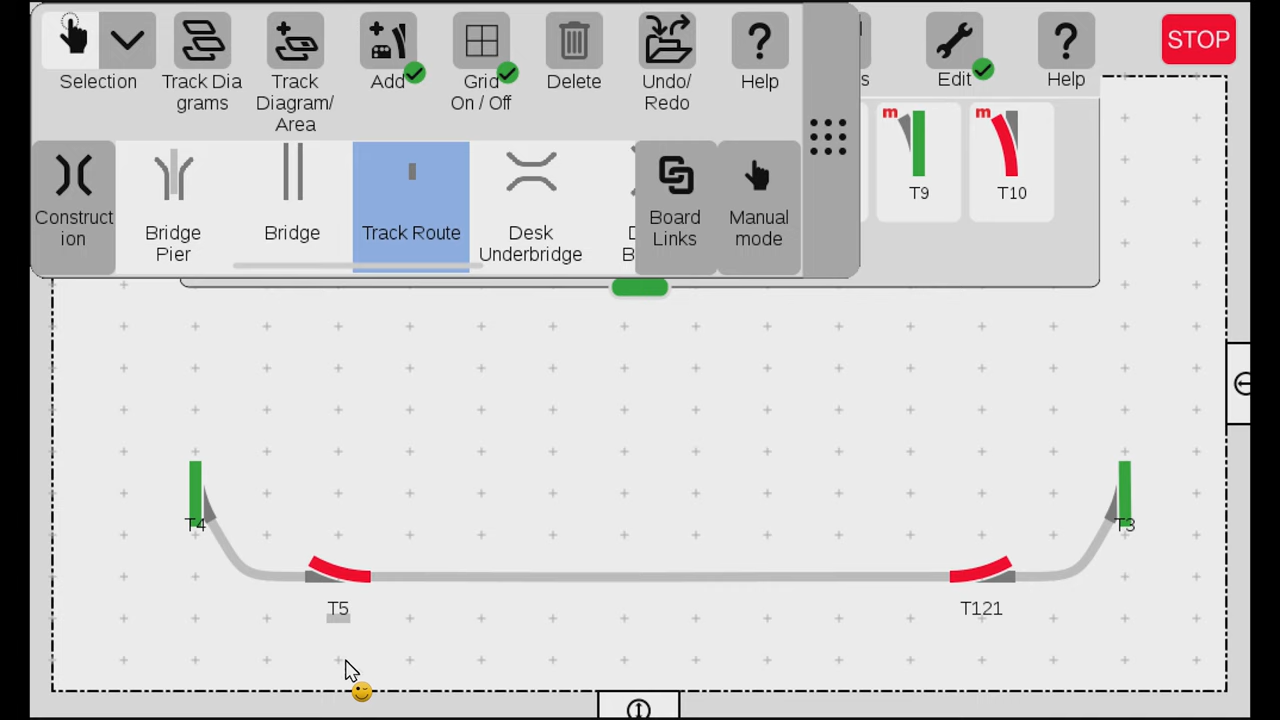 STOP
Selection
Track Dia
grams
Track
Diagram/
Area
Add
Grid
On / Off
Delete
Undo/
Redo
Help
s
Edit
Help
Construct
ion
Bridge
Pier
Bridge
Track Route
Desk
Underbridge
D
B
Board
Links
Manual
mode
m
T9
m
T10
T4
T3
T5
T121